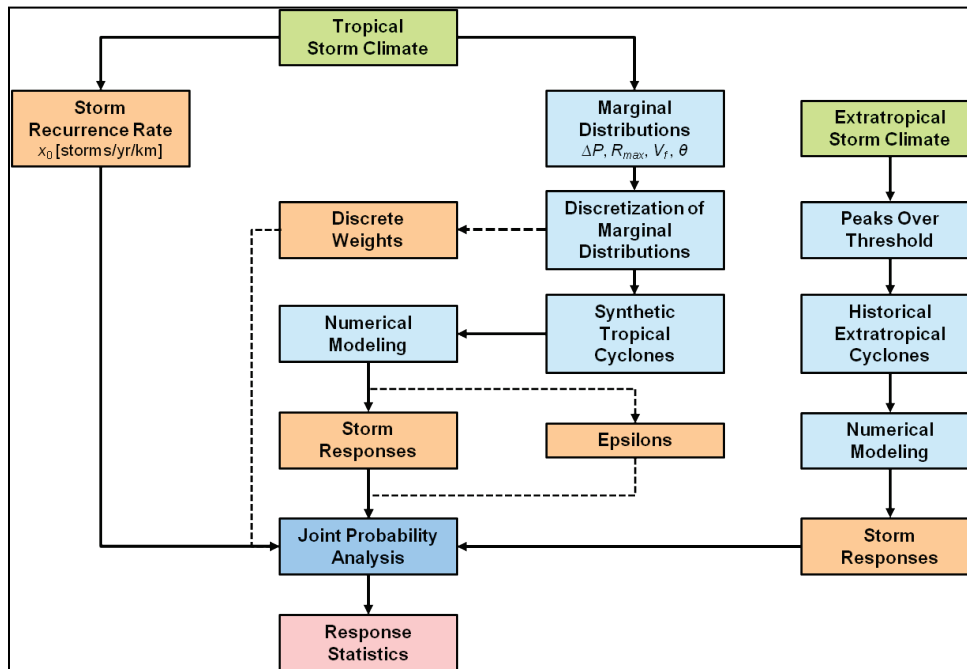 Tropical
Storm Climate
Storm
Recurrence Rate
x₀ [storms/yr/km]
Marginal
Distributions
ΔP, Rmax, Vf, θ
Extratropical
Storm Climate
Discrete
Weights
Discretization of
Marginal
Distributions
Peaks Over
Threshold
Numerical
Modeling
Synthetic
Tropical
Cyclones
Historical
Extratropical
Cyclones
Storm
Responses
Epsilons
Numerical
Modeling
Joint Probability
Analysis
Storm
Responses
Response
Statistics